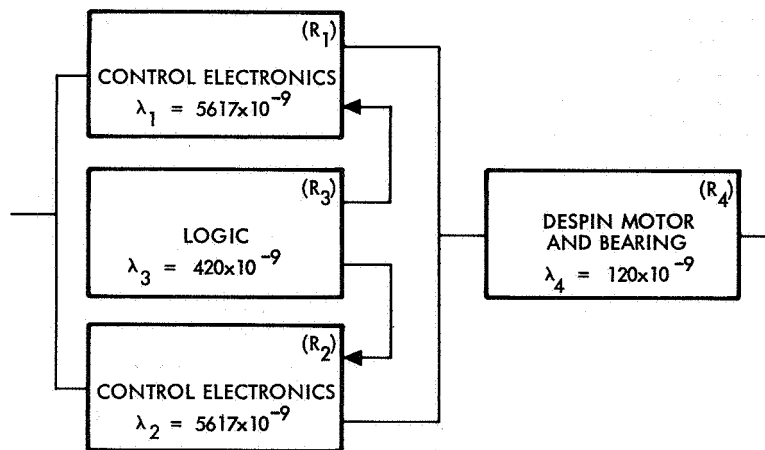 (R₁)
CONTROL ELECTRONICS
λ₁ = 5617x10⁻⁹
(R₃)
LOGIC
λ₃ = 420x10⁻⁹
(R₂)
CONTROL ELECTRONICS
λ₂ = 5617x10⁻⁹
(R₄)
DESPIN MOTOR
AND BEARING
λ₄ = 120x10⁻⁹